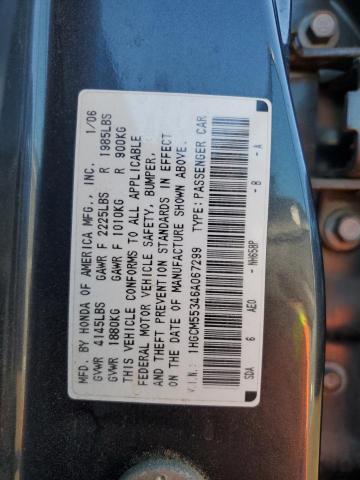 MFD. BY HONDA OF AMERICA MFG., INC. 1/06
GVWR 4145LBS GAWR F 2225LBS R 1985LBS
GVWR 1880KG GAWR F 1010KG R 900KG
THIS VEHICLE CONFORMS TO ALL APPLICABLE
FEDERAL MOTOR VEHICLE SAFETY, BUMPER,
AND THEFT PREVENTION STANDARDS IN EFFECT
ON THE DATE OF MANUFACTURE SHOWN ABOVE.
V.I.N.: 1HGCM55346A067299 TYPE: PASSENGER CAR
SDA 6 AEO - NH658P - B - A